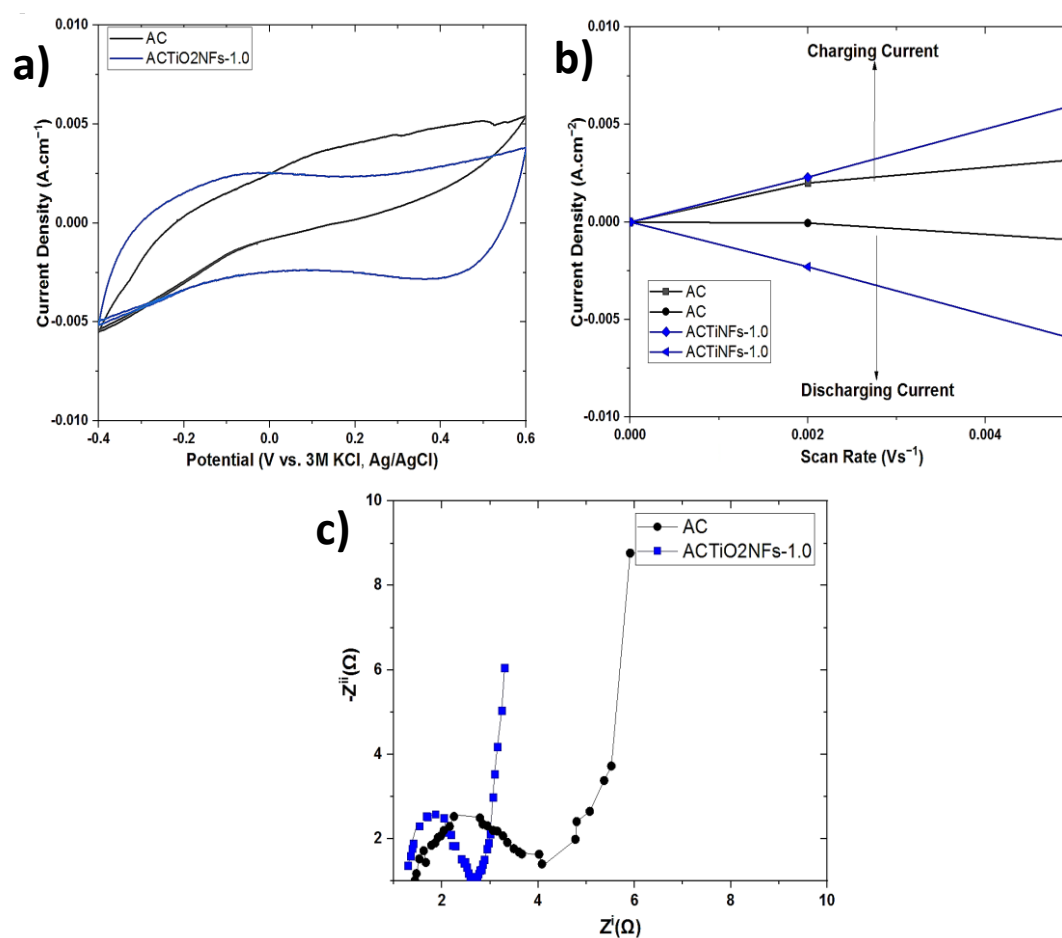 a)
AC
ACTiO2NFs-1.0
0.010
0.005
0.000
-0.005
-0.010
Current Density (A.cm⁻¹)
-0.4
-0.2
0.0
0.2
0.4
0.6
Potential (V vs. 3M KCl, Ag/AgCl)
b)
Charging Current
0.010
0.005
0.000
-0.005
-0.010
Current Density (A.cm⁻²)
AC
AC
ACTiNFs-1.0
ACTiNFs-1.0
Discharging Current
0.000
0.002
0.004
Scan Rate (Vs⁻¹)
c)
AC
ACTiO2NFs-1.0
10
8
6
4
2
-Zⁱⁱ(Ω)
2
4
6
8
10
Zⁱ(Ω)